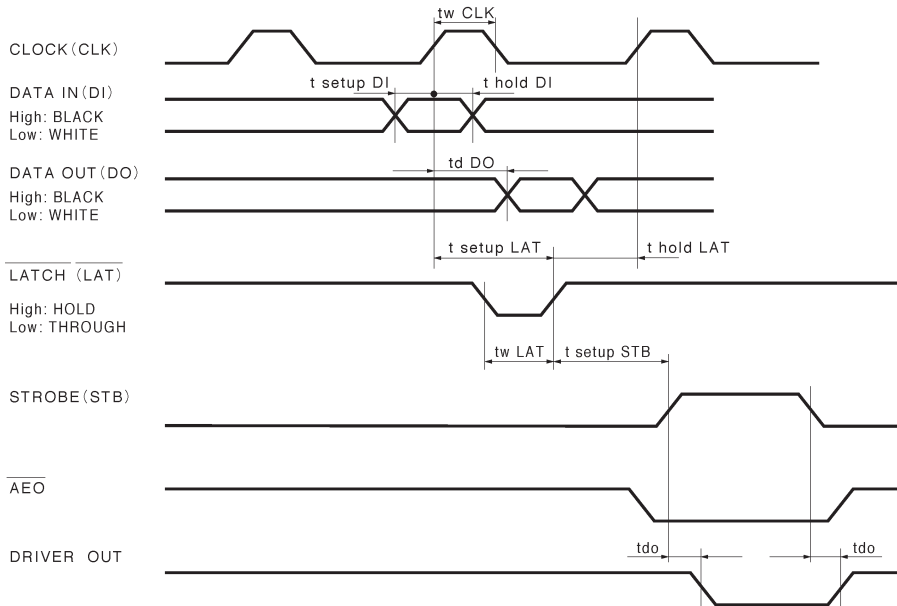 tw CLK
CLOCK(CLK)
t setup DI
t hold DI
DATA IN(DI)
High: BLACK
Low: WHITE
td DO
DATA OUT(DO)
High: BLACK
Low: WHITE
t setup LAT
t hold LAT
LATCH (LAT)
High: HOLD
Low: THROUGH
tw LAT
t setup STB
STROBE(STB)
AEO
DRIVER OUT
tdo
tdo